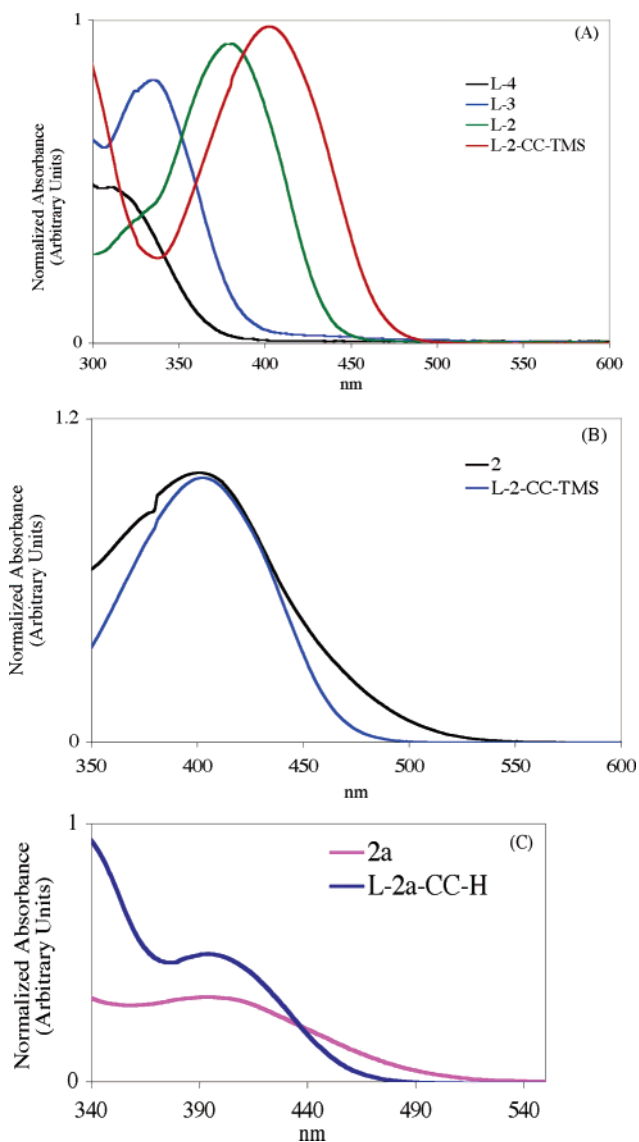 1
(A)
L-4
L-3
L-2
L-2-CC-TMS
Normalized Absorbance
(Arbitrary Units)
0
300 350 400 450 500 550 600
nm
1.2
(B)
2
L-2-CC-TMS
Normalized Absorbance
(Arbitrary Units)
0
350 400 450 500 550 600
nm
1
(C)
2a
L-2a-CC-H
Normalized Absorbance
(Arbitrary Units)
1
340 390 440 490 540
nm